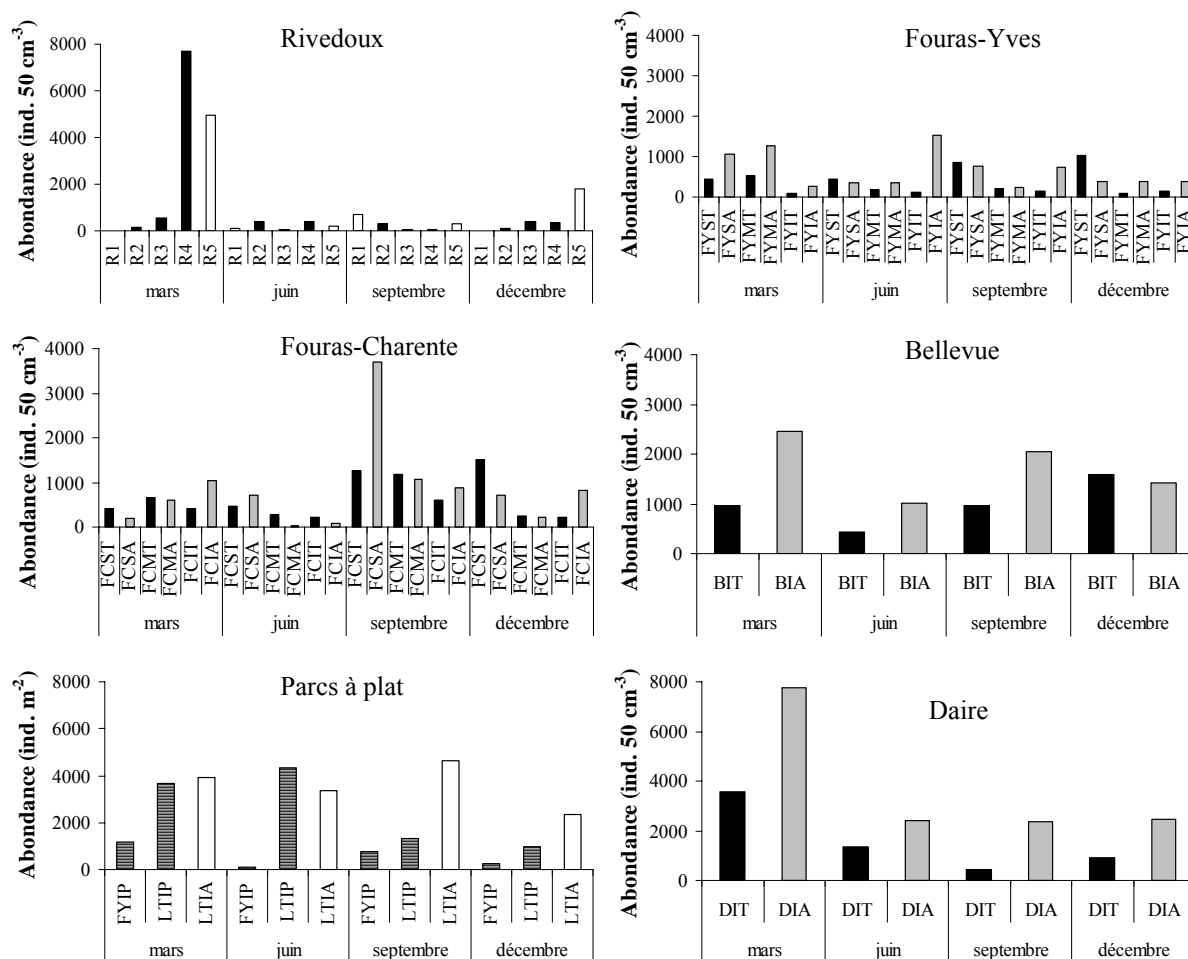 Rivedoux
Abondance (ind. 50 cm⁻³)
8000
6000
4000
2000
0
R1 R2 R3 R4 R5 R1 R2 R3 R4 R5 R1 R2 R3 R4 R5 R1 R2 R3 R4 R5
mars juin septembre décembre
Fouras-Yves
Abondance (ind. 50 cm⁻³)
4000
3000
2000
1000
0
FYST FYSA FYMT FYMA FYIT FYIA FYST FYSA FYMT FYMA FYIT FYIA FYST FYSA FYMT FYMA FYIT FYIA FYST FYSA FYMT FYMA FYIT FYIA
mars juin septembre décembre
Fouras-Charente
Abondance (ind. 50 cm⁻³)
4000
3000
2000
1000
0
FCST FCSA FCMT FCMA FCIT FCIA FCST FCSA FCMT FCMA FCIT FCIA FCST FCSA FCMT FCMA FCIT FCIA FCST FCSA FCMT FCMA FCIT FCIA
mars juin septembre décembre
Bellevue
Abondance (ind. 50 cm⁻³)
4000
3000
2000
1000
0
BIT BIA BIT BIA BIT BIA BIT BIA
mars juin septembre décembre
Parcs à plat
Abondance (ind. m⁻²)
8000
6000
4000
2000
0
FYIP LTIP LTIA FYIP LTIP LTIA FYIP LTIP LTIA FYIP LTIP LTIA
mars juin septembre décembre
Daire
Abondance (ind. 50 cm⁻³)
8000
6000
4000
2000
0
DIT DIA DIT DIA DIT DIA DIT DIA
mars juin septembre décembre